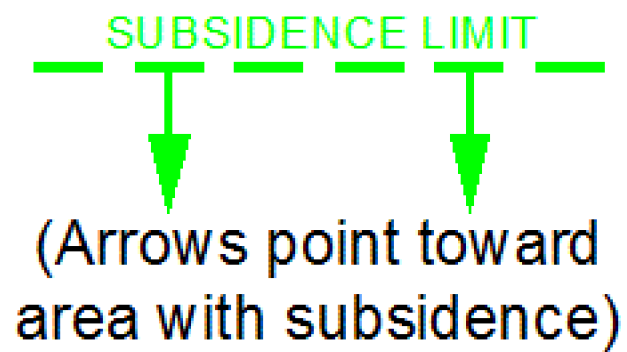 SUBSIDENCE LIMIT
(Arrows point toward
area with subsidence)